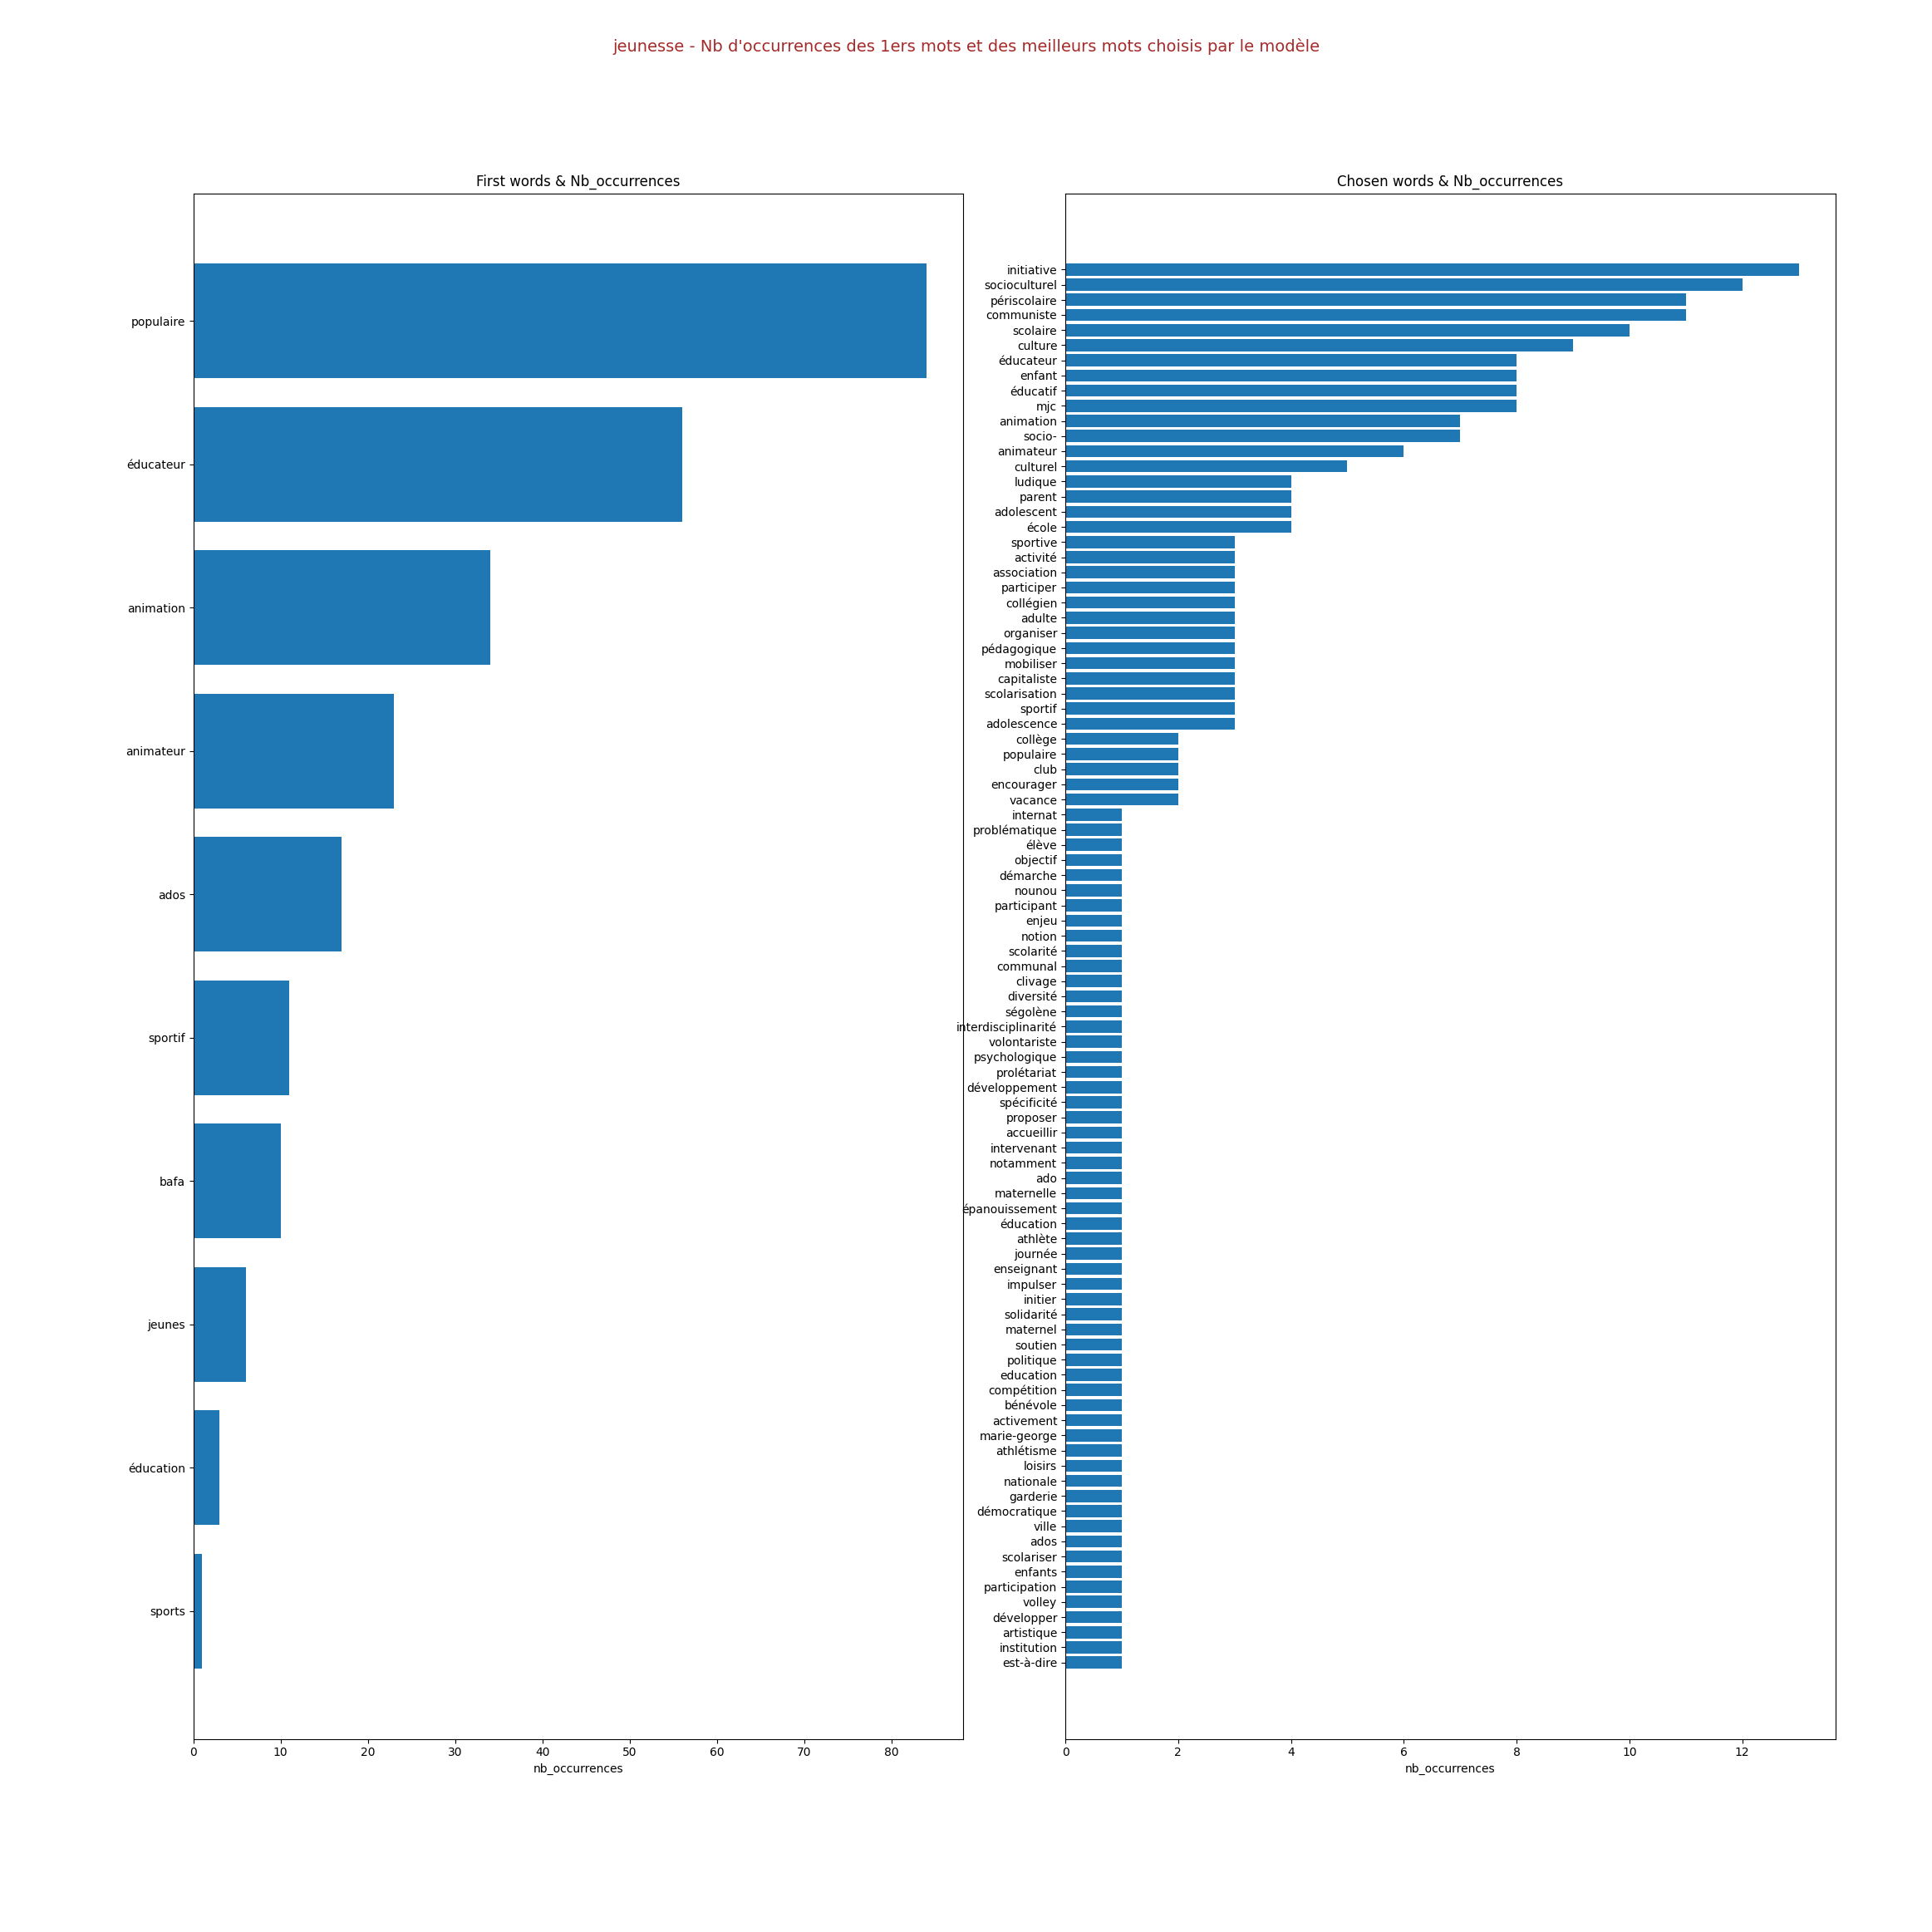 jeunesse - Nb d'occurrences des 1ers mots et des meilleurs mots choisis par le modèle
First words & Nb_occurrences
populaire
éducateur
animation
animateur
ados
sportif
bafa
jeunes
éducation
sports
0 10 20 30 40 50 60 70 80
nb_occurrences
Chosen words & Nb_occurrences
initiative
socioculturel
périscolaire
communiste
scolaire
culture
éducateur
enfant
éducatif
mjc
animation
socio-
animateur
culturel
ludique
parent
adolescent
école
sportive
activité
association
participer
collégien
adulte
organiser
pédagogique
mobiliser
capitaliste
scolarisation
sportif
adolescence
collège
populaire
club
encourager
vacance
internat
problématique
élève
objectif
démarche
nounou
participant
enjeu
notion
scolarité
communal
clivage
diversité
ségolène
interdisciplinarité
volontariste
psychologique
prolétariat
développement
spécificité
proposer
accueillir
intervenant
notamment
ado
maternelle
épanouissement
éducation
athlète
journée
enseignant
impulser
initier
solidarité
maternel
soutien
politique
education
compétition
bénévole
activement
marie-george
athlétisme
loisirs
nationale
garderie
démocratique
ville
ados
scolariser
enfants
participation
volley
développer
artistique
institution
est-à-dire
0 2 4 6 8 10 12
nb_occurrences